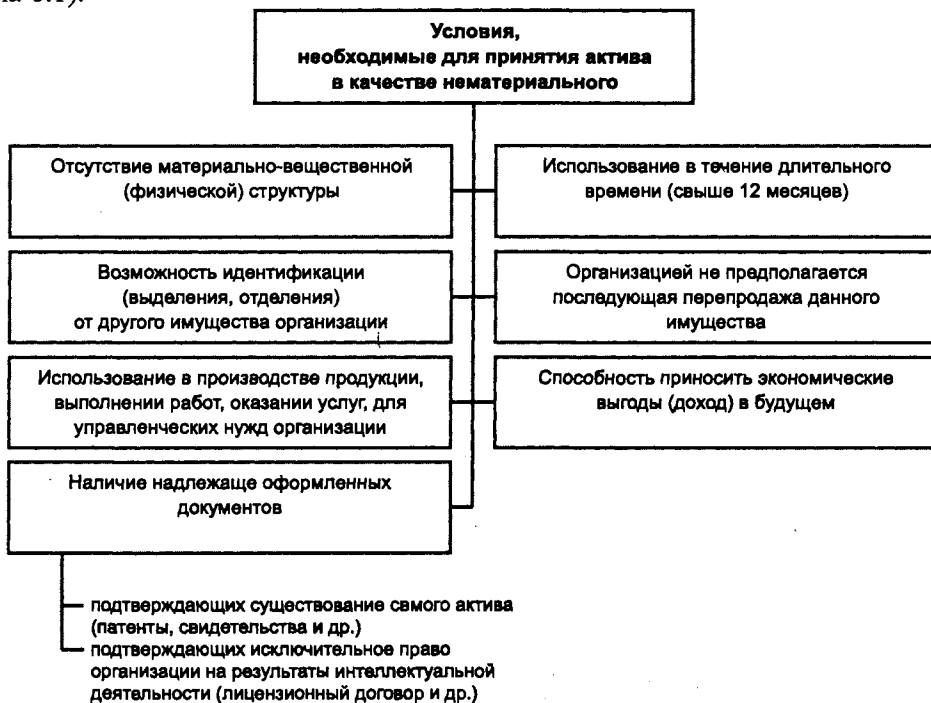 на 5.1).
Условия,
необходимые для принятия актива
в качестве нематериального
Отсутствие материально-вещественной
(физической) структуры
Использование в течение длительного
времени (свыше 12 месяцев)
Возможность идентификации
(выделения, отделения)
от другого имущества организации
Организацией не предполагается
последующая перепродажа данного
имущества
Использование в производстве продукции,
выполнении работ, оказании услуг, для
управленческих нужд организации
Способность приносить экономические
выгоды (доход) в будущем
Наличие надлежаще оформленных
документов
подтверждающих существование самого актива
(патенты, свидетельства и др.)
подтверждающих исключительное право
организации на результаты интеллектуальной
деятельности (лицензионный договор и др.)